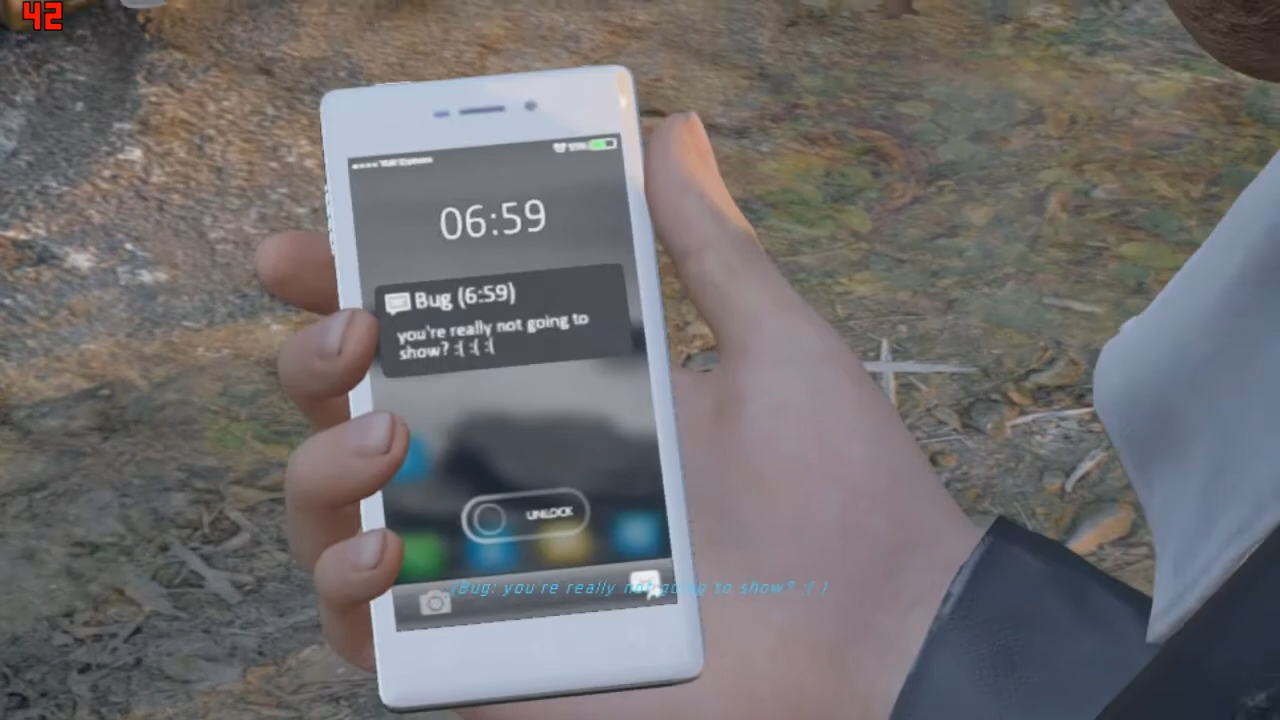 42
06:59
Bug (6:59)
you're really not going to
show? :( :( :(
UNLOCK
(Bug: you're really not going to show? :( )